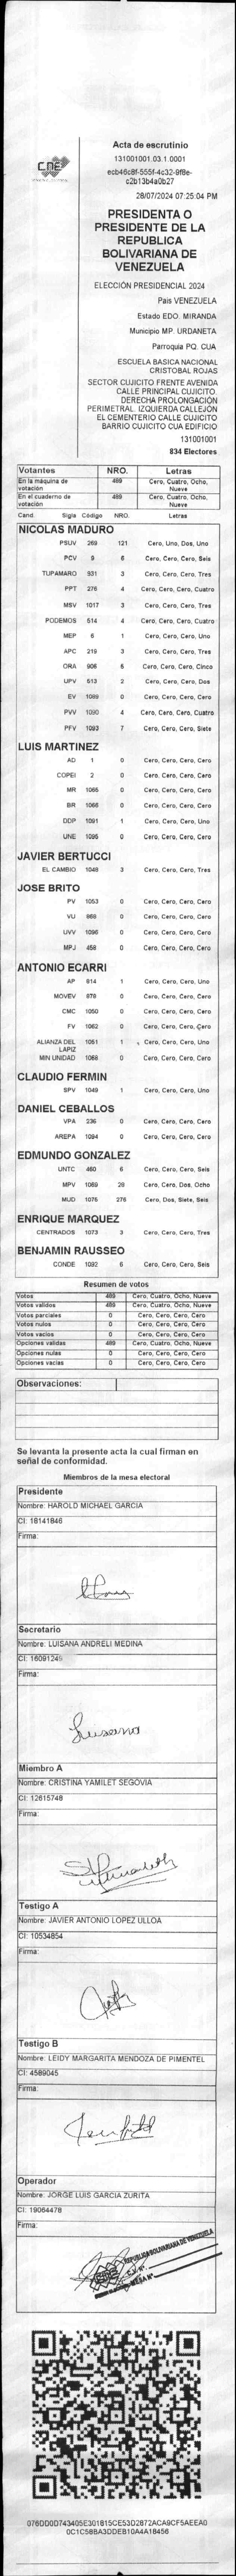 CNE
Acta de escrutinio
131001001.03.1.0001
ecb46c8f-555f-4c32-9f8e-
c2b13b4a0b27
28/07/2024 07:25:04 PM
PRESIDENTA O
PRESIDENTE DE LA
REPUBLICA
BOLIVARIANA DE
VENEZUELA
ELECCIÓN PRESIDENCIAL 2024
Pais VENEZUELA
Estado EDO. MIRANDA
Municipio MP. URDANETA
Parroquia PQ. CUA
ESCUELA BASICA NACIONAL
CRISTOBAL ROJAS
SECTOR CUJICITO FRENTE AVENIDA
CALLE PRINCIPAL CUJICITO.
DERECHA PROLONGACIÓN
PERIMETRAL. IZQUIERDA CALLEJÓN
EL CEMENTERIO CALLE CUJICITO
BARRIO CUJICITO CUA EDIFICIO
131001001
834 Electores
Votantes NRO. Letras
En la máquina de votación 489 Cero, Cuatro, Ocho, Nueve
En el cuaderno de votación 489 Cero, Cuatro, Ocho, Nueve
Cand. Sigla Código NRO. Letras
NICOLAS MADURO
PSUV 269 121 Cero, Uno, Dos, Uno
PCV 9 6 Cero, Cero, Cero, Seis
TUPAMARO 931 3 Cero, Cero, Cero, Tres
PPT 276 4 Cero, Cero, Cero, Cuatro
MSV 1017 3 Cero, Cero, Cero, Tres
PODEMOS 514 4 Cero, Cero, Cero, Cuatro
MEP 6 1 Cero, Cero, Cero, Uno
APC 219 3 Cero, Cero, Cero, Tres
ORA 906 5 Cero, Cero, Cero, Cinco
UPV 513 2 Cero, Cero, Cero, Dos
EV 1089 0 Cero, Cero, Cero, Cero
PVV 1090 4 Cero, Cero, Cero, Cuatro
PFV 1093 7 Cero, Cero, Cero, Siete
LUIS MARTINEZ
AD 1 0 Cero, Cero, Cero, Cero
COPEI 2 0 Cero, Cero, Cero, Cero
MR 1065 0 Cero, Cero, Cero, Cero
BR 1066 0 Cero, Cero, Cero, Cero
DDP 1091 1 Cero, Cero, Cero, Uno
UNE 1095 0 Cero, Cero, Cero, Cero
JAVIER BERTUCCI
EL CAMBIO 1048 3 Cero, Cero, Cero, Tres
JOSE BRITO
PV 1053 0 Cero, Cero, Cero, Cero
VU 868 0 Cero, Cero, Cero, Cero
UVV 1096 0 Cero, Cero, Cero, Cero
MPJ 458 0 Cero, Cero, Cero, Cero
ANTONIO ECARRI
AP 814 1 Cero, Cero, Cero, Uno
MOVEV 878 0 Cero, Cero, Cero, Cero
CMC 1050 0 Cero, Cero, Cero, Cero
FV 1062 0 Cero, Cero, Cero, Cero
ALIANZA DEL LAPIZ 1051 1 Cero, Cero, Cero, Uno
MIN UNIDAD 1068 0 Cero, Cero, Cero, Cero
CLAUDIO FERMIN
SPV 1049 1 Cero, Cero, Cero, Uno
DANIEL CEBALLOS
VPA 236 0 Cero, Cero, Cero, Cero
AREPA 1094 0 Cero, Cero, Cero, Cero
EDMUNDO GONZALEZ
UNTC 460 6 Cero, Cero, Cero, Seis
MPV 1069 28 Cero, Cero, Dos, Ocho
MUD 1076 276 Cero, Dos, Siete, Seis
ENRIQUE MARQUEZ
CENTRADOS 1073 3 Cero, Cero, Cero, Tres
BENJAMIN RAUSSEO
CONDE 1092 6 Cero, Cero, Cero, Seis
Resumen de votos
Votos 489 Cero, Cuatro, Ocho, Nueve
Votos validos 489 Cero, Cuatro, Ocho, Nueve
Votos parciales 0 Cero, Cero, Cero, Cero
Votos nulos 0 Cero, Cero, Cero, Cero
Votos vacios 0 Cero, Cero, Cero, Cero
Opciones validas 489 Cero, Cuatro, Ocho, Nueve
Opciones nulas 0 Cero, Cero, Cero, Cero
Opciones vacias 0 Cero, Cero, Cero, Cero
Observaciones:
Se levanta la presente acta la cual firman en
señal de conformidad.
Miembros de la mesa electoral
Presidente
Nombre: HAROLD MICHAEL GARCIA
CI: 18141846
Firma:
Secretario
Nombre: LUISANA ANDRELI MEDINA
CI: 16091249
Firma:
Luisana
Miembro A
Nombre: CRISTINA YAMILET SEGOVIA
CI: 12615748
Firma:
Testigo A
Nombre: JAVIER ANTONIO LOPEZ ULLOA
CI: 10534854
Firma:
Testigo B
Nombre: LEIDY MARGARITA MENDOZA DE PIMENTEL
CI: 4589045
Firma:
Operador
Nombre: JORGE LUIS GARCIA ZURITA
CI: 19064478
Firma:
REPUBLICA BOLIVARIANA DE VENEZUELA
CNE
C.V. Nº
MESA Nº
076DD0D743405E301815CE53D2872ACA9CF5AEEA0
0C1C58BA3DDEB10A4A18456